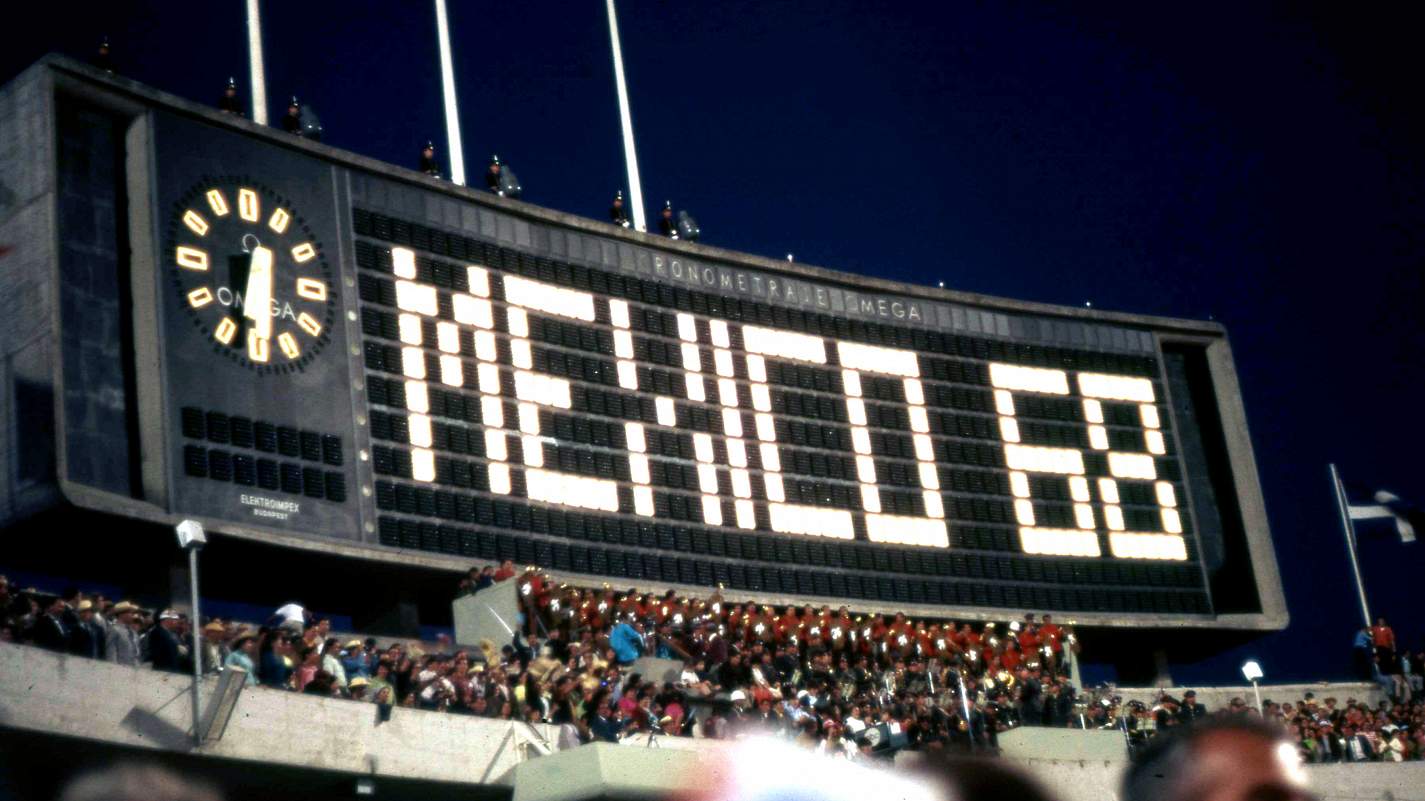 Ω
OMEGA
RONOMETRAJE OMEGA
MEXICO 68
ELEKTROIMPEX
BUDAPEST